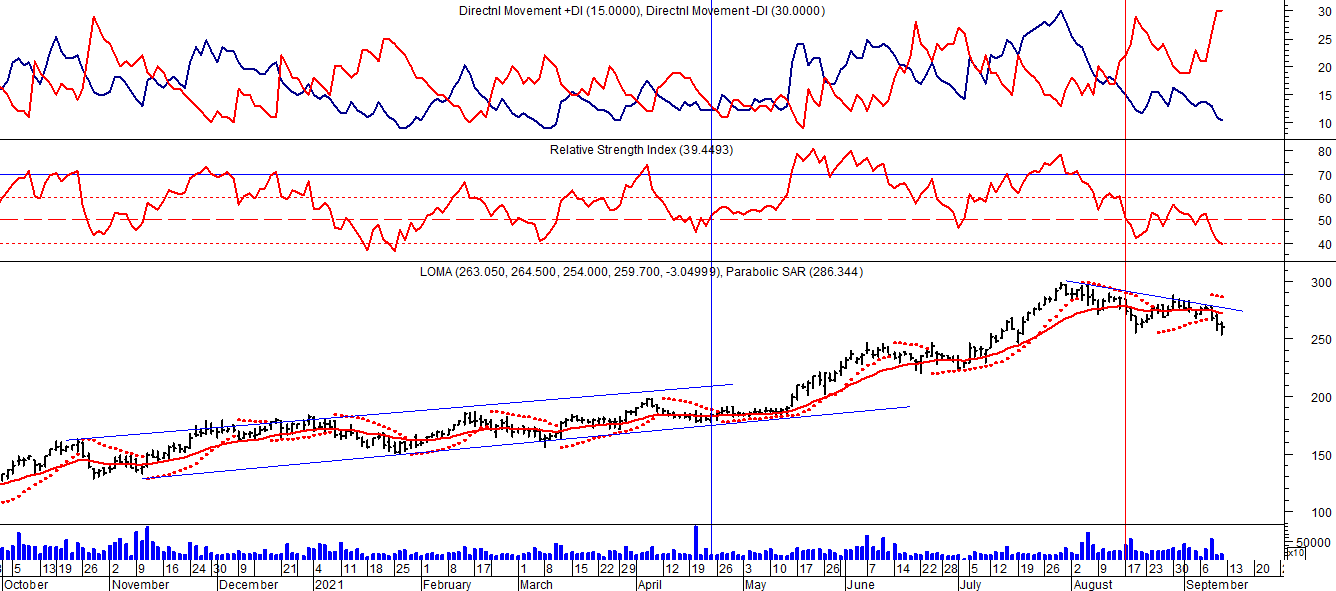 Directnl Movement +DI (15.0000), Directnl Movement -DI (30.0000)
30
25
20
15
10
Relative Strength Index (39.4493)
80
70
60
50
40
LOMA (263.050, 264.500, 254.000, 259.700, -3.04999), Parabolic SAR (286.344)
300
250
200
150
100
50000
x10
5 13 19 26 2 9 16 24 30 9 21 4 11 18 25 1 8 17 1 8 15 22 29 12 19 26 3 10 17 26 7 14 22 28 5 12 19 26 2 9 17 23 30 6 13 20
October November December 2021 February March April May June July August September